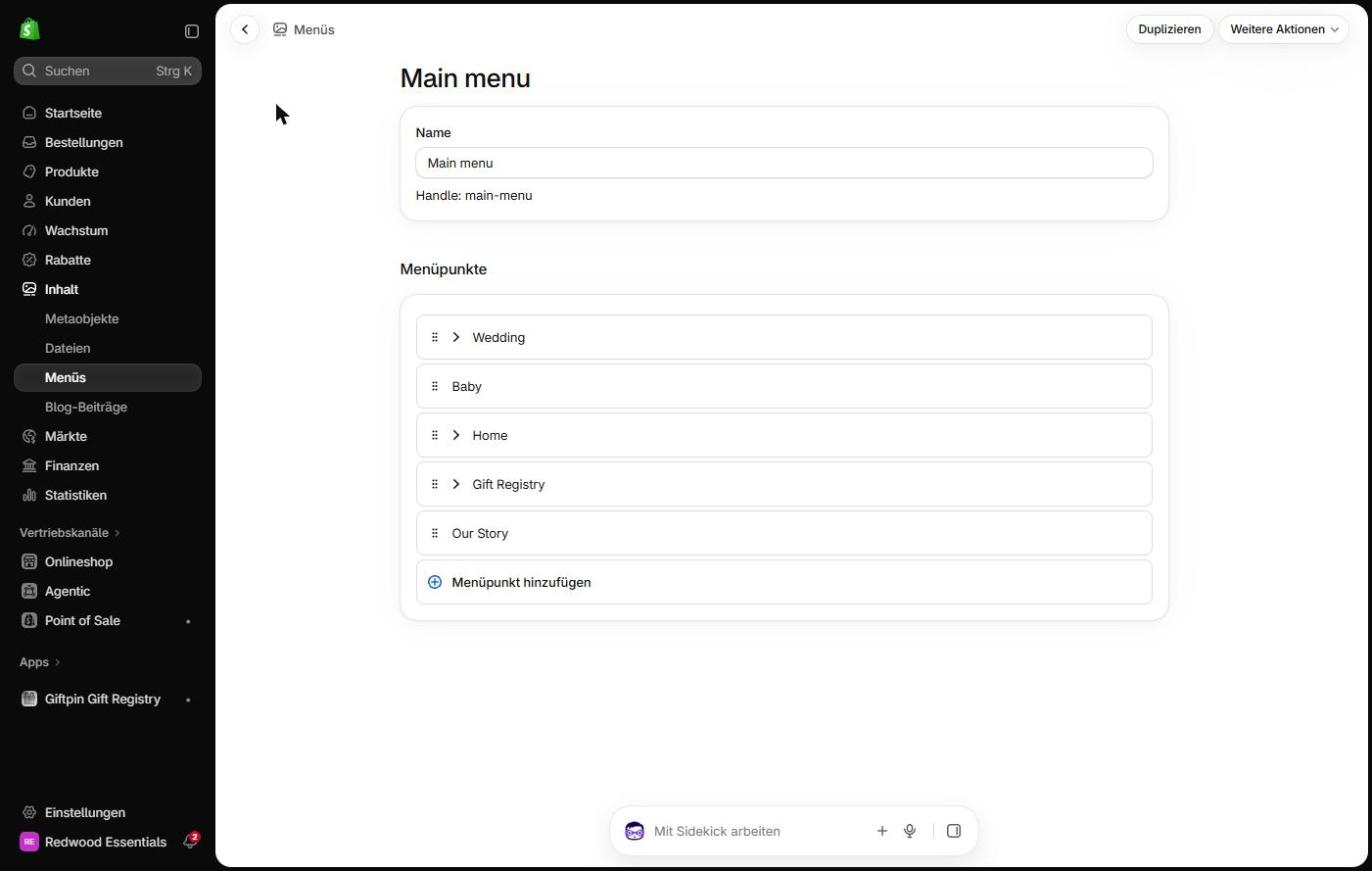 Suchen Strg K
Startseite
Bestellungen
Produkte
Kunden
Wachstum
Rabatte
Inhalt
Metaobjekte
Dateien
Menüs
Blog-Beiträge
Märkte
Finanzen
Statistiken
Vertriebskanäle
Onlineshop
Agentic
Point of Sale
Apps
Giftpin Gift Registry
Einstellungen
RE Redwood Essentials 2
Menüs
Duplizieren Weitere Aktionen
Main menu
Name
Main menu
Handle: main-menu
Menüpunkte
Wedding
Baby
Home
Gift Registry
Our Story
Menüpunkt hinzufügen
Mit Sidekick arbeiten